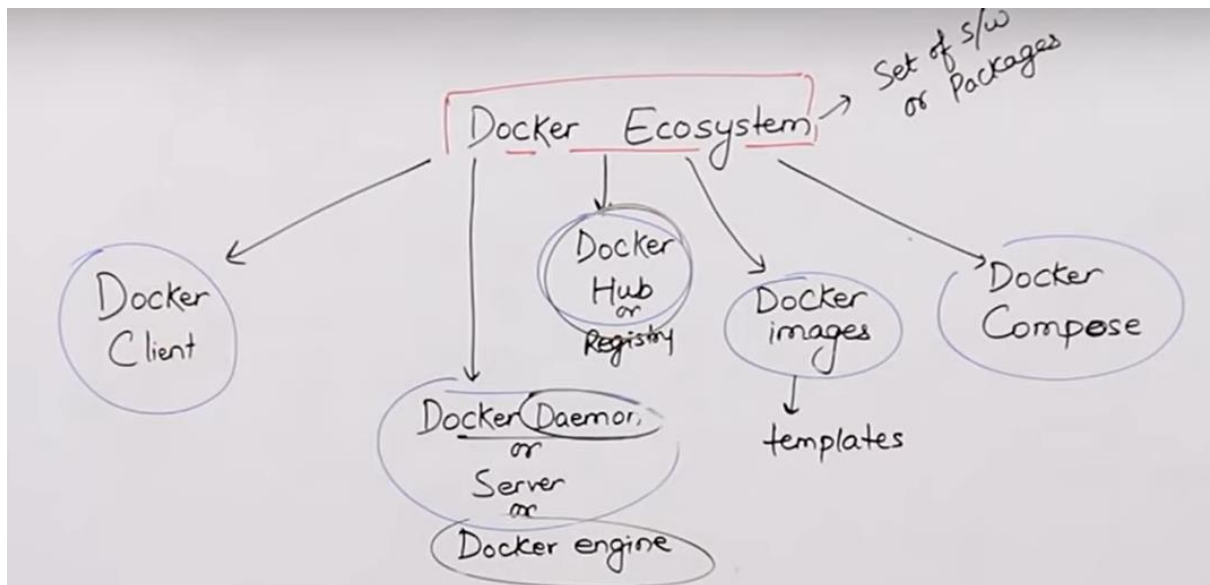 Set of s/w
or Packages
Docker Ecosystem
Docker
Client
Docker Daemon
or
Server
or
Docker engine
Docker
Hub
or
Registry
Docker
images
templates
Docker
Compose